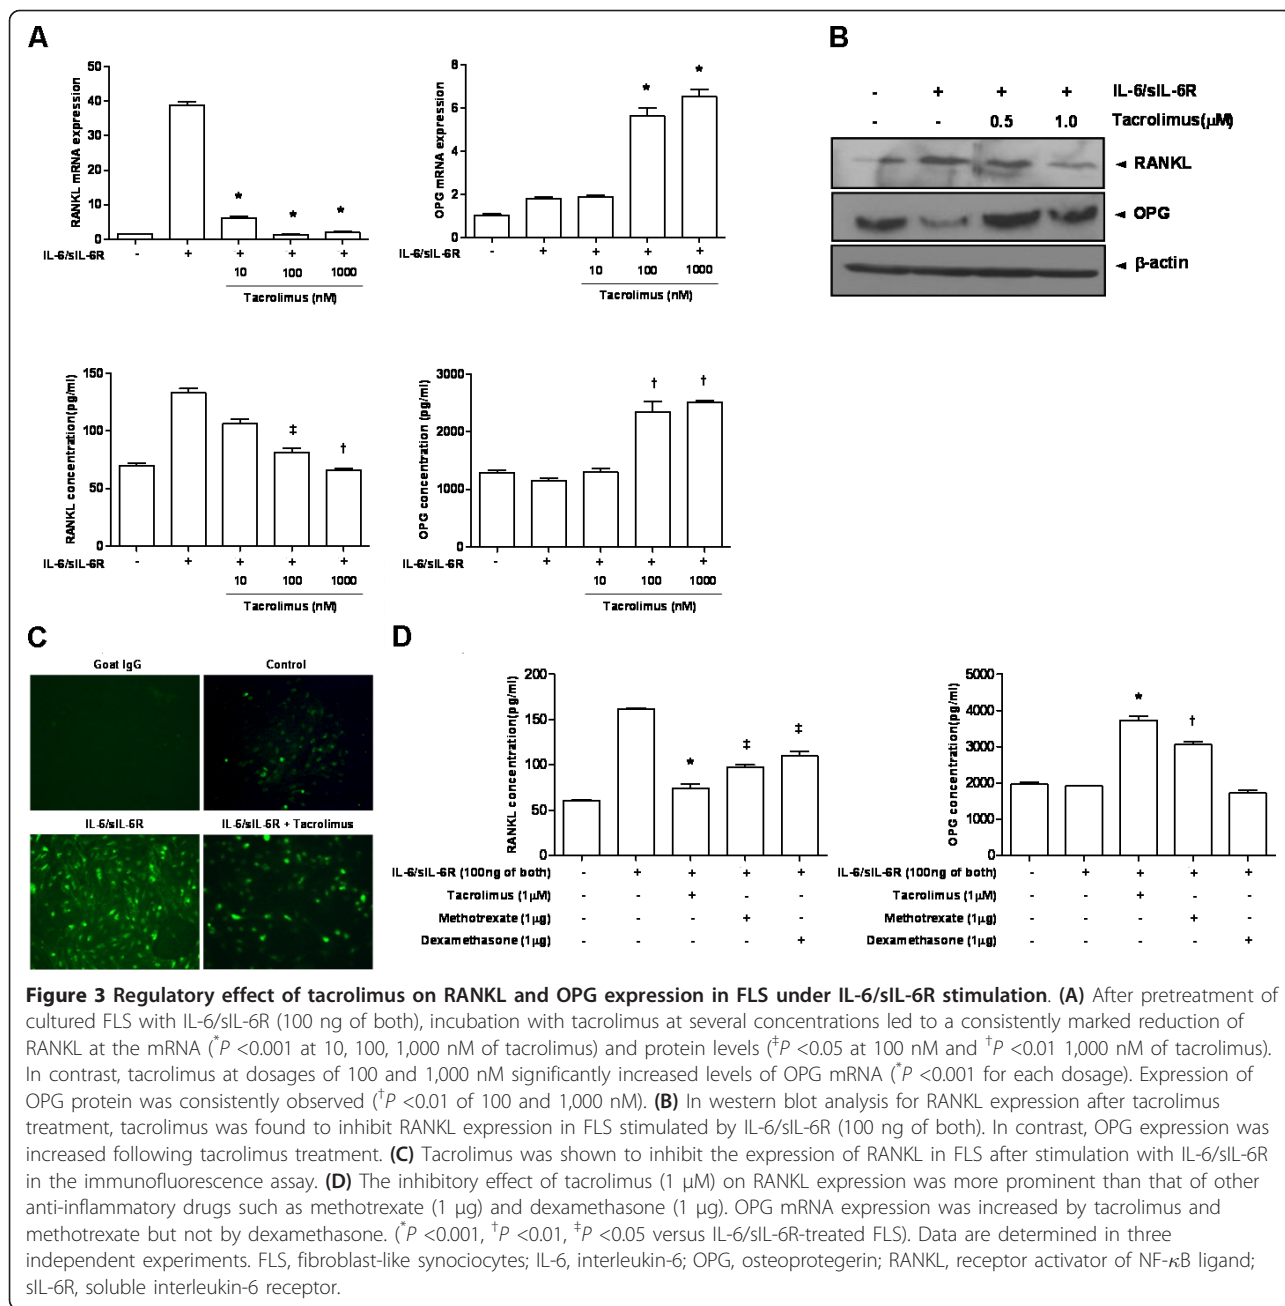 A
RANKL mRNA expression
50
40
30
20
10
0
IL-6/sIL-6R - + + + +
10 100 1000
Tacrolimus (nM)
OPG mRNA expression
8
6
4
2
0
* *
IL-6/sIL-6R - + + + +
10 100 1000
Tacrolimus (nM)
* * *
B
- + + + IL-6/sIL-6R
- - 0.5 1.0 Tacrolimus(µM)
◄ RANKL
◄ OPG
◄ β-actin
RANKL concentration(pg/ml)
150
100
50
0
‡ †
IL-6/sIL-6R - + + + +
10 100 1000
Tacrolimus (nM)
OPG concentration (pg/ml)
3000
2000
1000
0
† †
IL-6/sIL-6R - + + + +
10 100 1000
Tacrolimus (nM)
C
Goat IgG Control
IL-6/sIL-6R IL-6/sIL-6R + Tacrolimus
D
RANKL concentration(pg/ml)
200
150
100
50
0
* ‡ ‡
IL-6/sIL-6R (100ng of both) - + + + +
Tacrolimus (1µM) - - + - -
Methotrexate (1µg) - - - + -
Dexamethasone (1µg) - - - - +
OPG concentration(pg/ml)
5000
4000
3000
2000
1000
0
* †
IL-6/sIL-6R (100ng of both) - + + + +
Tacrolimus (1µM) - - + - -
Methotrexate (1µg) - - - + -
Dexamethasone (1µg) - - - - +
Figure 3 Regulatory effect of tacrolimus on RANKL and OPG expression in FLS under IL-6/sIL-6R stimulation. (A) After pretreatment of
cultured FLS with IL-6/sIL-6R (100 ng of both), incubation with tacrolimus at several concentrations led to a consistently marked reduction of
RANKL at the mRNA (*P <0.001 at 10, 100, 1,000 nM of tacrolimus) and protein levels (‡P <0.05 at 100 nM and †P <0.01 1,000 nM of tacrolimus).
In contrast, tacrolimus at dosages of 100 and 1,000 nM significantly increased levels of OPG mRNA (*P <0.001 for each dosage). Expression of
OPG protein was consistently observed (†P <0.01 of 100 and 1,000 nM). (B) In western blot analysis for RANKL expression after tacrolimus
treatment, tacrolimus was found to inhibit RANKL expression in FLS stimulated by IL-6/sIL-6R (100 ng of both). In contrast, OPG expression was
increased following tacrolimus treatment. (C) Tacrolimus was shown to inhibit the expression of RANKL in FLS after stimulation with IL-6/sIL-6R
in the immunofluorescence assay. (D) The inhibitory effect of tacrolimus (1 µM) on RANKL expression was more prominent than that of other
anti-inflammatory drugs such as methotrexate (1 µg) and dexamethasone (1 µg). OPG mRNA expression was increased by tacrolimus and
methotrexate but not by dexamethasone. (*P <0.001, †P <0.01, ‡P <0.05 versus IL-6/sIL-6R-treated FLS). Data are determined in three
independent experiments. FLS, fibroblast-like synociocytes; IL-6, interleukin-6; OPG, osteoprotegerin; RANKL, receptor activator of NF-κB ligand;
sIL-6R, soluble interleukin-6 receptor.